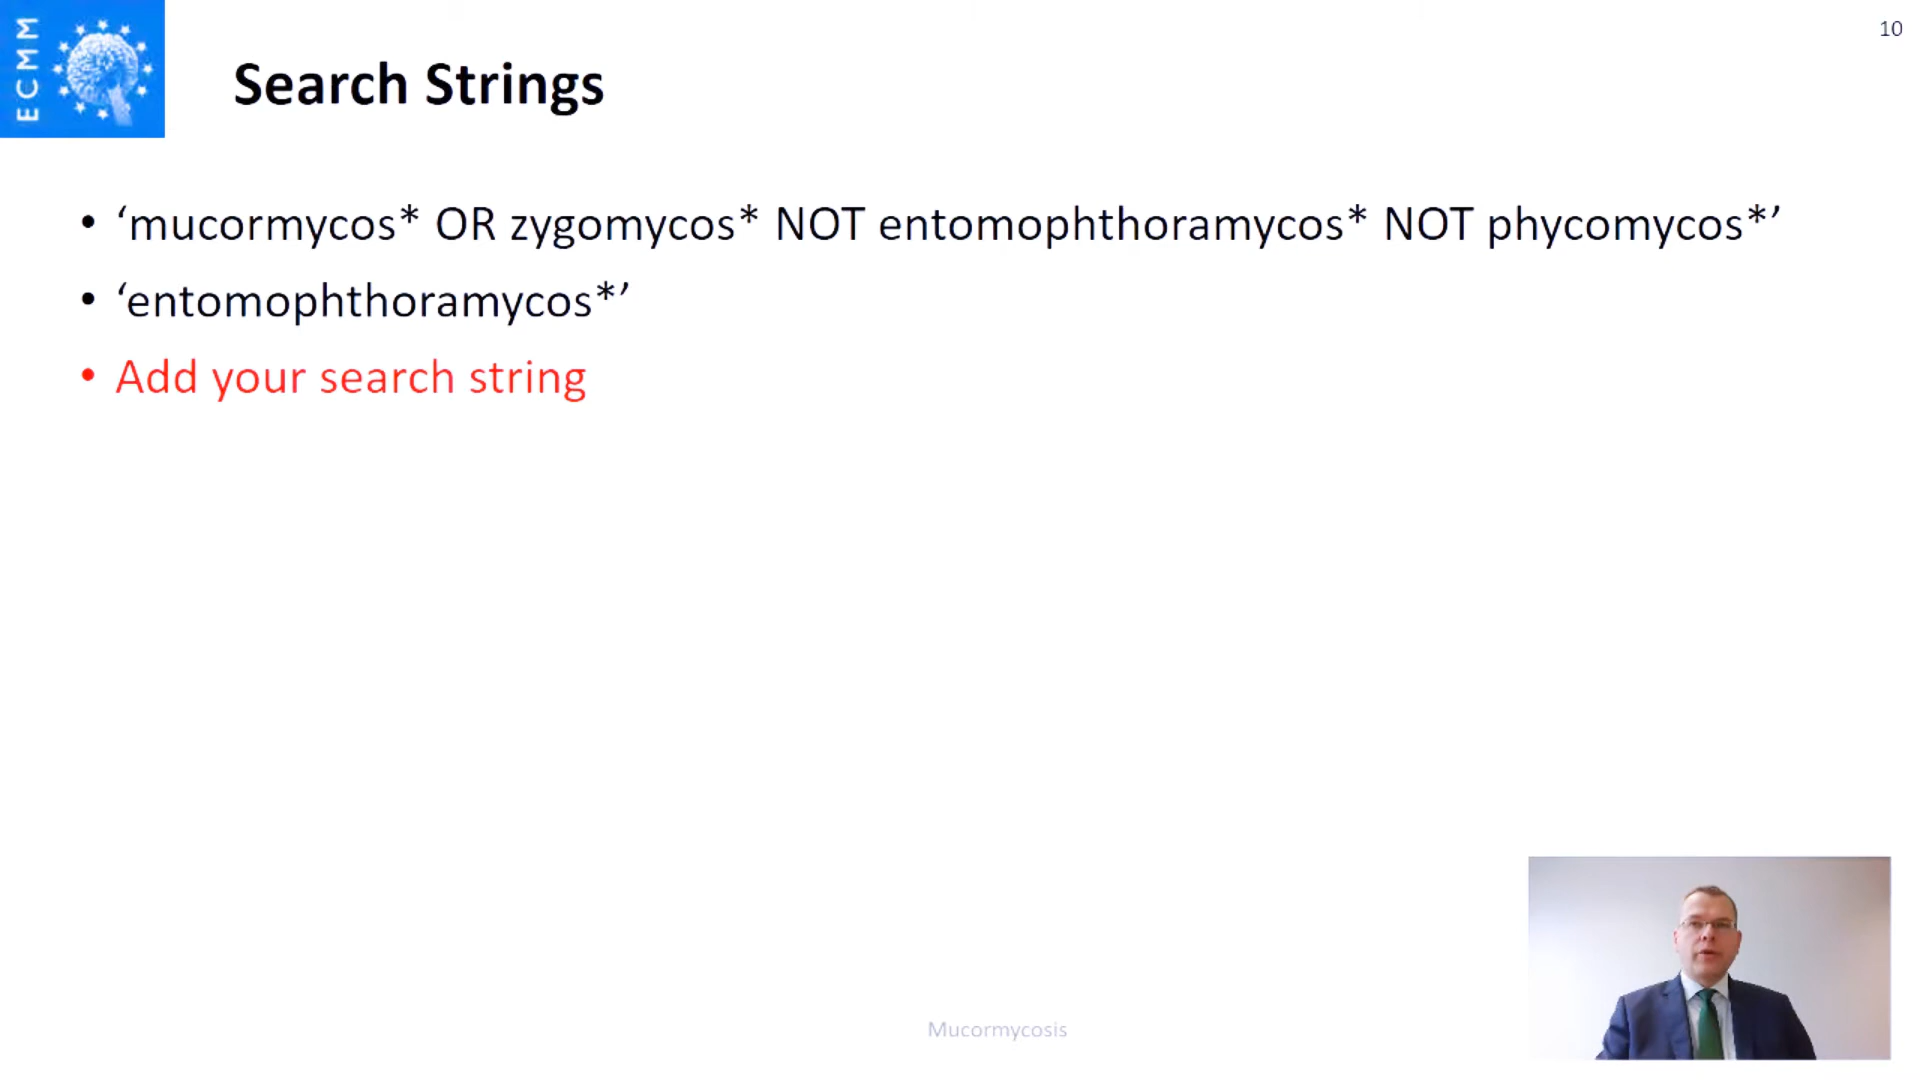 ECMM
10
Search Strings
• ‘mucormycos* OR zygomycos* NOT entomophthoramycos* NOT phycomycos*’
• ‘entomophthoramycos*’
• Add your search string
Mucormycosis